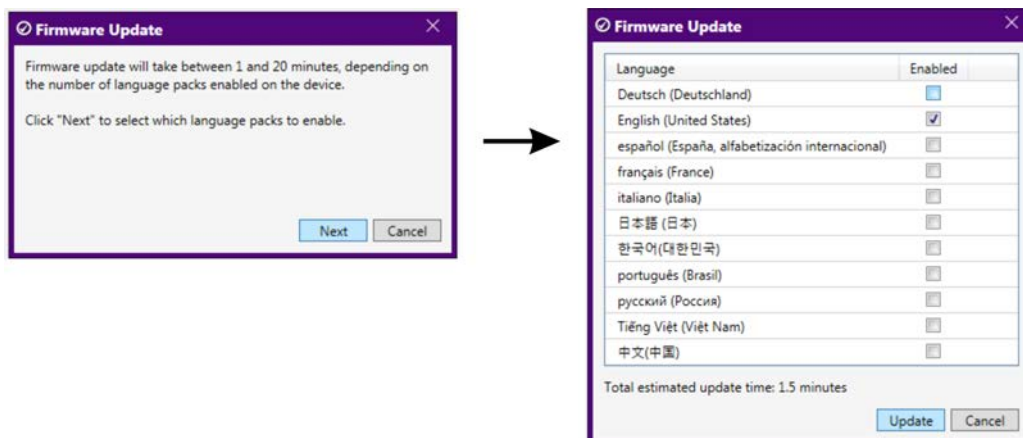 Firmware Update
Firmware update will take between 1 and 20 minutes, depending on
the number of language packs enabled on the device.
Click "Next" to select which language packs to enable.
Next Cancel
Firmware Update
Language Enabled
Deutsch (Deutschland)
English (United States)
español (España, alfabetización internacional)
français (France)
italiano (Italia)
日本語 (日本)
한국어(대한민국)
português (Brasil)
русский (Россия)
Tiếng Việt (Việt Nam)
中文(中国)
Total estimated update time: 1.5 minutes
Update Cancel